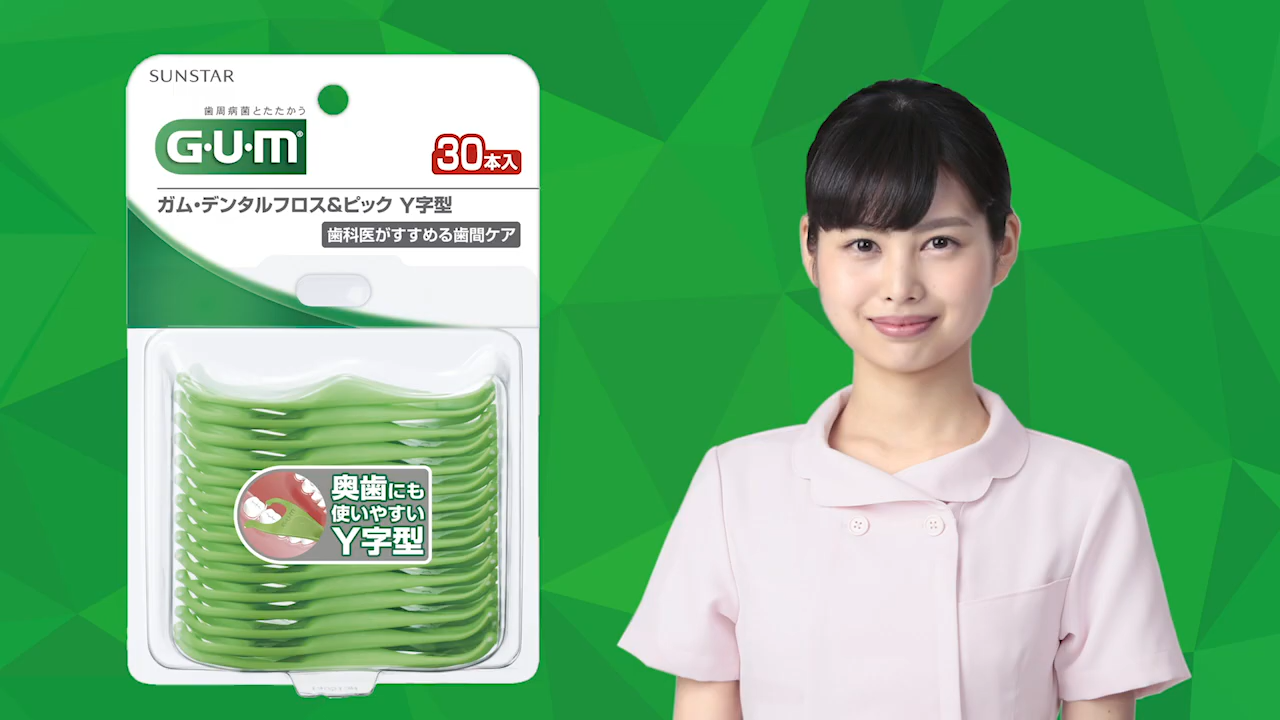 SUNSTAR
歯周病菌とたたかう
G・U・M®
30本入
ガム・デンタルフロス&ピック Y字型
歯科医がすすめる歯間ケア
奥歯にも
使いやすい
Y字型